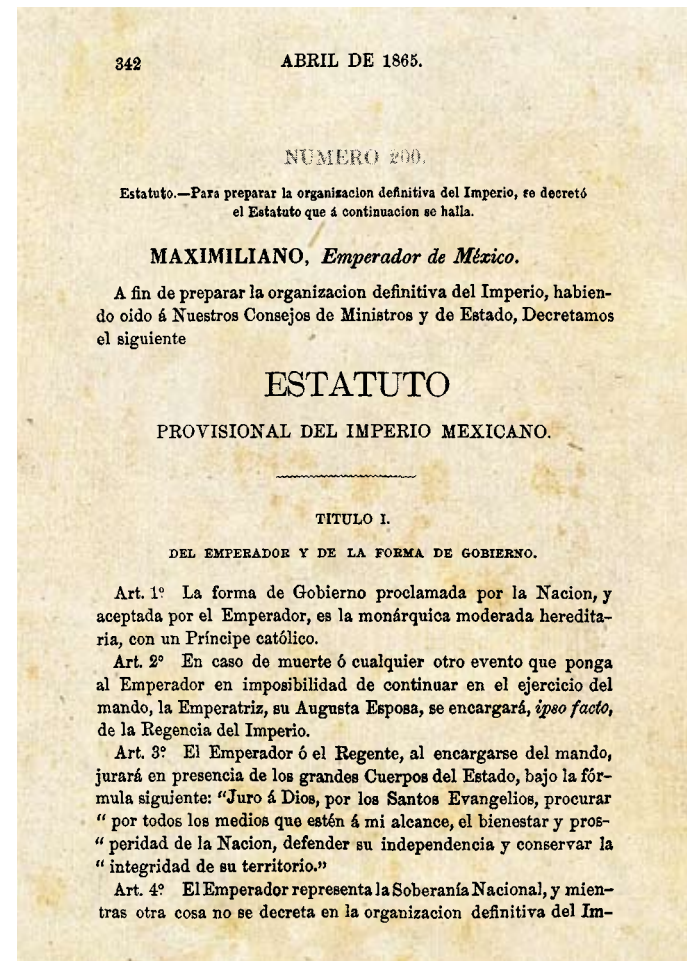 342 ABRIL DE 1865.
NUMERO 200.
Estatuto.—Para preparar la organizacion definitiva del Imperio, se decretó
el Estatuto que á continuacion se halla.
MAXIMILIANO, Emperador de México.
A fin de preparar la organizacion definitiva del Imperio, habien-
do oido á Nuestros Consejos de Ministros y de Estado, Decretamos
el siguiente
ESTATUTO
PROVISIONAL DEL IMPERIO MEXICANO.
TITULO I.
DEL EMPERADOR Y DE LA FORMA DE GOBIERNO.
Art. 1º La forma de Gobierno proclamada por la Nacion, y
aceptada por el Emperador, es la monárquica moderada heredita-
ria, con un Príncipe católico.
Art. 2º En caso de muerte ó cualquier otro evento que ponga
al Emperador en imposibilidad de continuar en el ejercicio del
mando, la Emperatriz, su Augusta Esposa, se encargará, ipso facto,
de la Regencia del Imperio.
Art. 3º El Emperador ó el Regente, al encargarse del mando,
jurará en presencia de los grandes Cuerpos del Estado, bajo la fór-
mula siguiente: "Juro á Dios, por los Santos Evangelios, procurar
" por todos los medios que estén á mi alcance, el bienestar y pros-
" peridad de la Nacion, defender su independencia y conservar la
" integridad de su territorio."
Art. 4º El Emperador representa la Soberanía Nacional, y mien-
tras otra cosa no se decreta en la organizacion definitiva del Im-